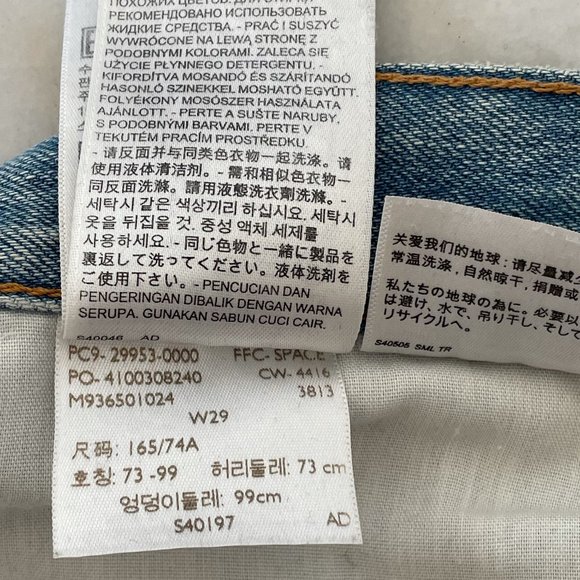 ПОХОЖИХ ЦВЕТОВ. ДЛЯ СТИРКИ
РЕКОМЕНДОВАНО ИСПОЛЬЗОВАТЬ
ЖИДКИЕ СРЕДСТВА. - PRAĆ I SUSZYĆ
WYWRÓCONE NA LEWĄ STRONĘ Z
PODOBNYMI KOLORAMI. ZALECA SIĘ
UŻYCIE PŁYNNEGO DETERGENTU. -
KIFORDÍTVA MOSANDÓ ÉS SZÁRÍTANDÓ
HASONLÓ SZINEKKEL MOSHATÓ EGYÜTT.
FOLYÉKONY MOSÓSZER HASZNÁLATA
AJÁNLOTT. - PERTE A SUŠTE NARUBY,
S PODOBNÝMI BARVAMI. PERTE V
TEKUTÉM PRACÍM PROSTŘEDKU.
- 请反面并与同类色衣物一起洗涤。请
使用液体清洁剂。- 需和相似色衣物一
同反面洗滌。請用液態洗衣劑洗滌。-
세탁시 같은 색상끼리 하십시요. 세탁시
옷을 뒤집을 것. 중성 액체 세제를
사용하세요. - 同じ色物と一緒に製品を
裏返して洗ってください。液体洗剤をご
使用ください。- PENCUCIAN DAN
PENGERINGAN DIBALIK DENGAN WARNA
SERUPA. GUNAKAN SABUN CUCI CAIR.
S40046 AD
PC9- 29953-0000 FFC- SPACE
PO- 4100308240 CW- 4416
M936501024 3813
W29
尺码: 165/74A
호칭: 73 -99 허리둘레: 73 cm
엉덩이둘레: 99cm
S40197 AD
关爱我们的地球: 请尽量减少
常温洗涤, 自然晾干, 捐赠或
私たちの地球の為に。必要以
は避け、水で、吊り干し、そして
リサイクルへ。
S40505 SML TR